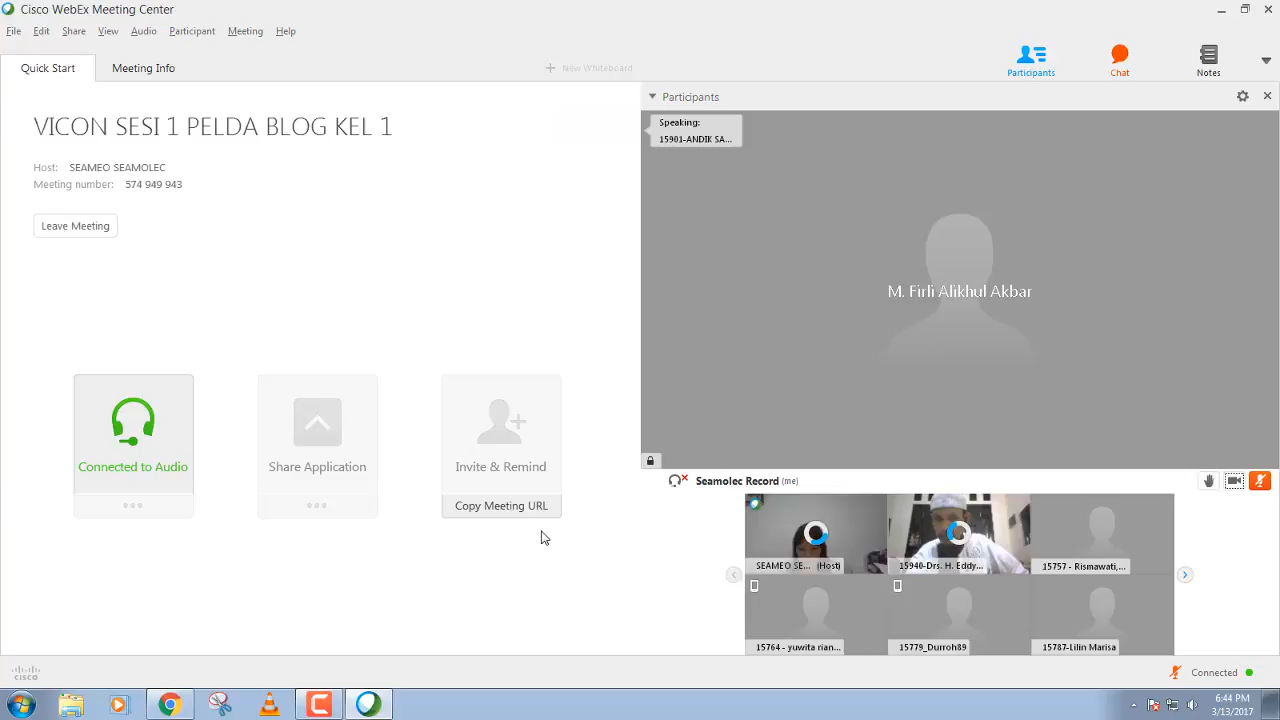 Cisco WebEx Meeting Center
File Edit Share View Audio Participant Meeting Help
Quick Start
Meeting Info
New Whiteboard
Participants
Chat
Notes
Participants
Speaking:
15901-ANDIK SA...
VICON SESI 1 PELDA BLOG KEL 1
Host: SEAMEO SEAMOLEC
Meeting number: 574 949 943
Leave Meeting
M. Firli Alikhul Akbar
Connected to Audio
Share Application
Invite & Remind
Copy Meeting URL
Seamolec Record (me)
SEAMEO SE... (Host)
15940-Drs. H. Eddy...
15757 - Rismawati,...
15764 - yuwita rian...
15779_Durroh89
15787-Lilin Marisa
cisco
Connected
6:44 PM
3/13/2017